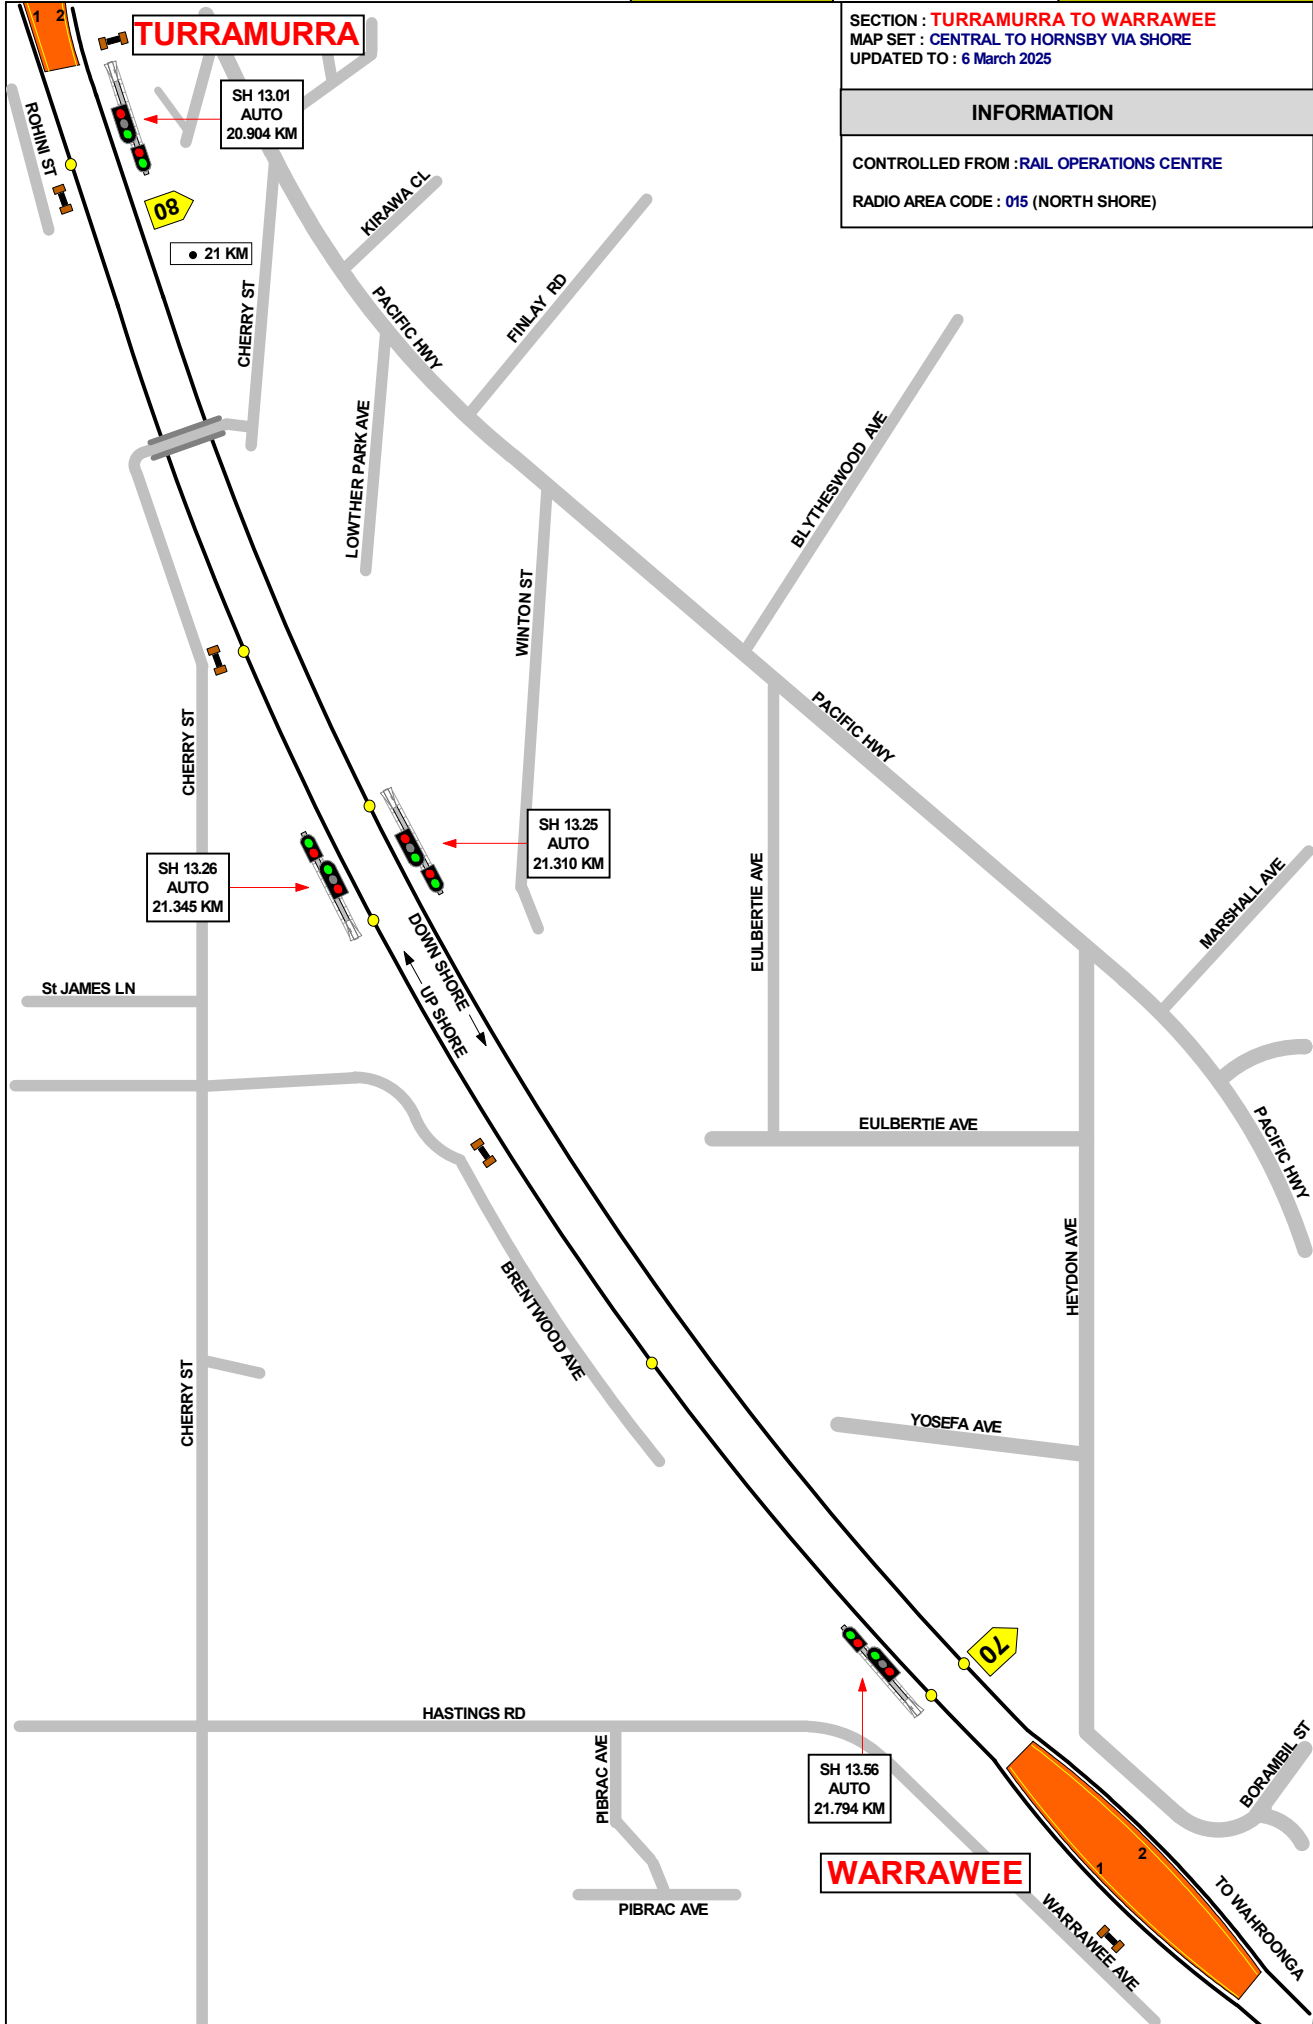 SECTION : TURRAMURRA TO WARRAWEE
MAP SET : CENTRAL TO HORNSBY VIA SHORE
UPDATED TO : 6 March 2025
INFORMATION
CONTROLLED FROM :RAIL OPERATIONS CENTRE
RADIO AREA CODE : 015 (NORTH SHORE)
1 2
TURRAMURRA
SH 13.01
AUTO
20.904 KM
ROHINI ST
80
21 KM
KIRAWA CL
CHERRY ST
PACIFIC HWY
FINLAY RD
LOWTHER PARK AVE
BLYTHESWOOD AVE
WINTON ST
CHERRY ST
PACIFIC HWY
SH 13.25
AUTO
21.310 KM
SH 13.26
AUTO
21.345 KM
EULBERTIE AVE
MARSHALL AVE
DOWN SHORE
UP SHORE
St JAMES LN
EULBERTIE AVE
PACIFIC HWY
HEYDON AVE
BRENTWOOD AVE
CHERRY ST
YOSEFA AVE
70
HASTINGS RD
PIBRAC AVE
SH 13.56
AUTO
21.794 KM
BORAMBIL ST
WARRAWEE
1
2
PIBRAC AVE
WARRAWEE AVE
TO WAHROONGA